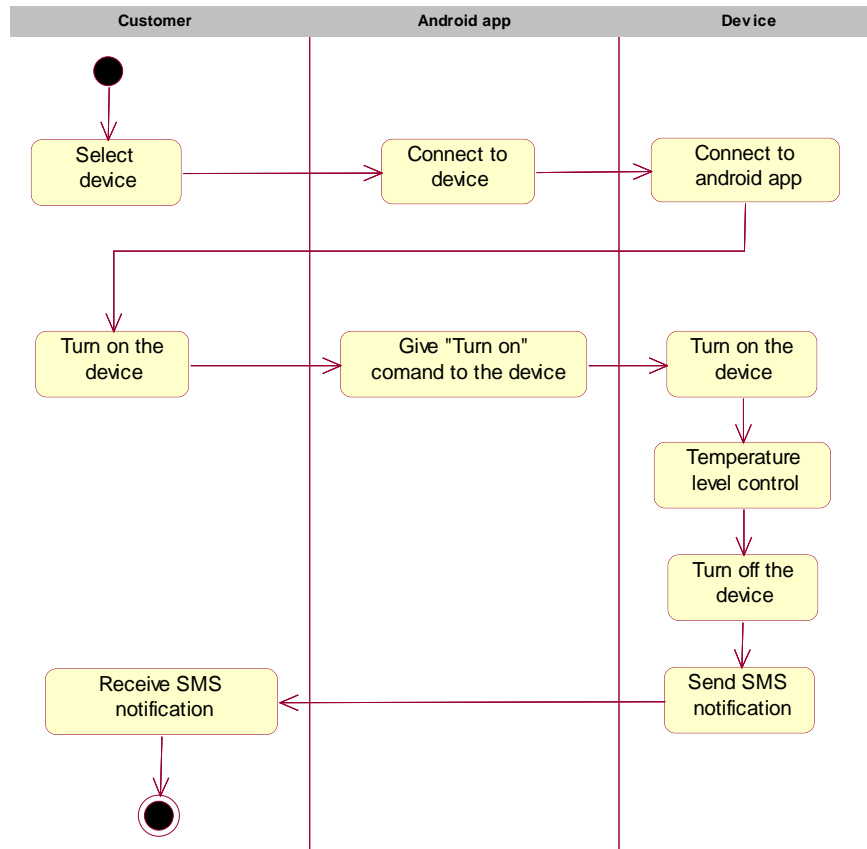 Customer
Android app
Device
Select
device
Connect to
device
Connect to
android app
Turn on the
device
Give "Turn on"
comand to the device
Turn on the
device
Temperature
level control
Turn off the
device
Receive SMS
notification
Send SMS
notification